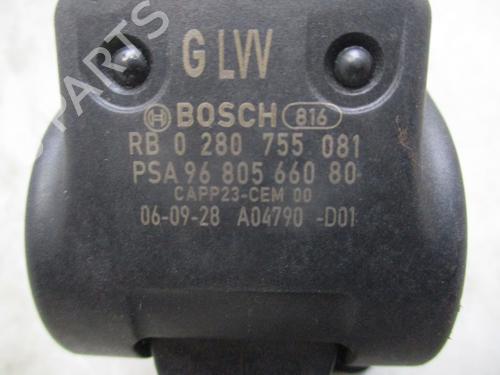 G LVV
BOSCH 816
RB 0 280 755 081
PSA 96 805 660 80
CAPP23-CEM 00
06-09-28 A04790 -D01